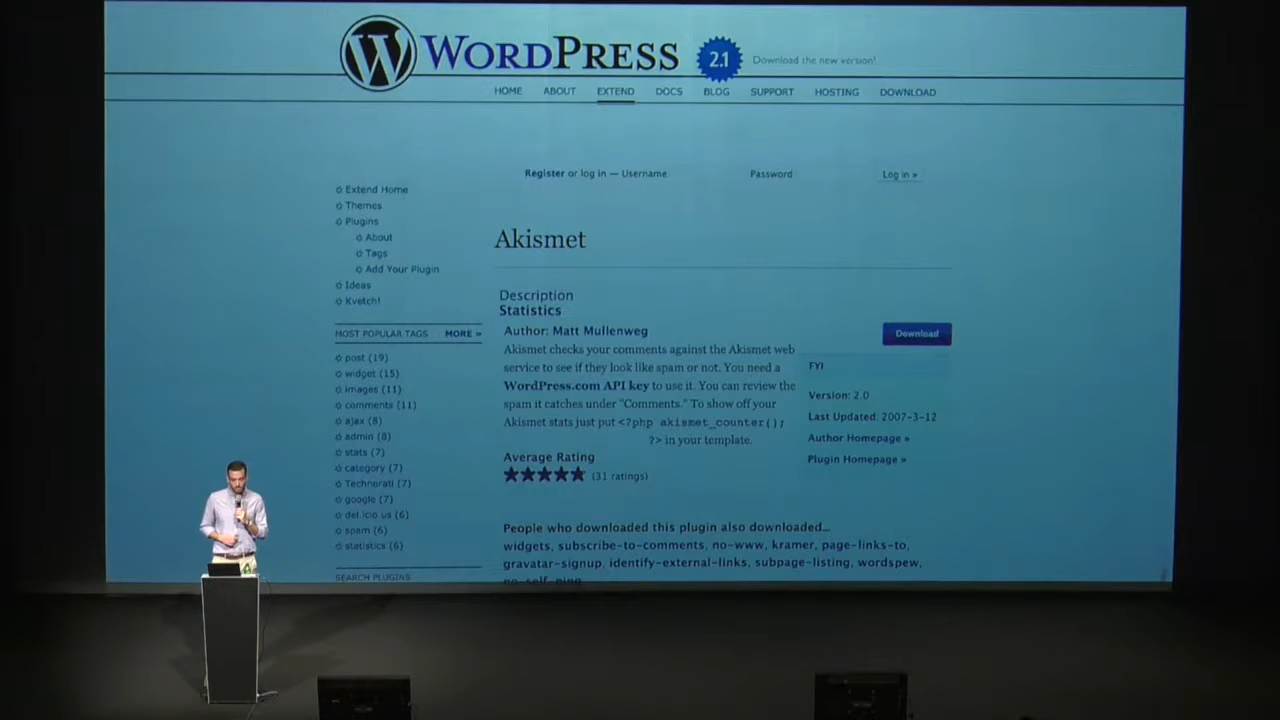 WORDPRESS
2.1
Download the new version!
HOME ABOUT EXTEND DOCS BLOG SUPPORT HOSTING DOWNLOAD
Register or log in — Username
Password
Log in »
Extend Home
Themes
Plugins
About
Tags
Add Your Plugin
Ideas
Kvetch!
MOST POPULAR TAGS MORE »
post (19)
widget (15)
images (11)
comments (11)
ajax (8)
admin (8)
stats (7)
category (7)
Technorati (7)
google (7)
del.icio.us (6)
spam (6)
statistics (6)
SEARCH PLUGINS
Akismet
Description
Statistics
Author: Matt Mullenweg
Akismet checks your comments against the Akismet web
service to see if they look like spam or not. You need a
WordPress.com API key to use it. You can review the
spam it catches under "Comments." To show off your
Akismet stats just put <?php akismet_counter();
?> in your template.
Average Rating
(31 ratings)
People who downloaded this plugin also downloaded...
widgets, subscribe-to-comments, no-www, kramer, page-links-to,
gravatar-signup, identify-external-links, subpage-listing, wordspew,
no-self-ping
Download
FYI
Version: 2.0
Last Updated: 2007-3-12
Author Homepage »
Plugin Homepage »